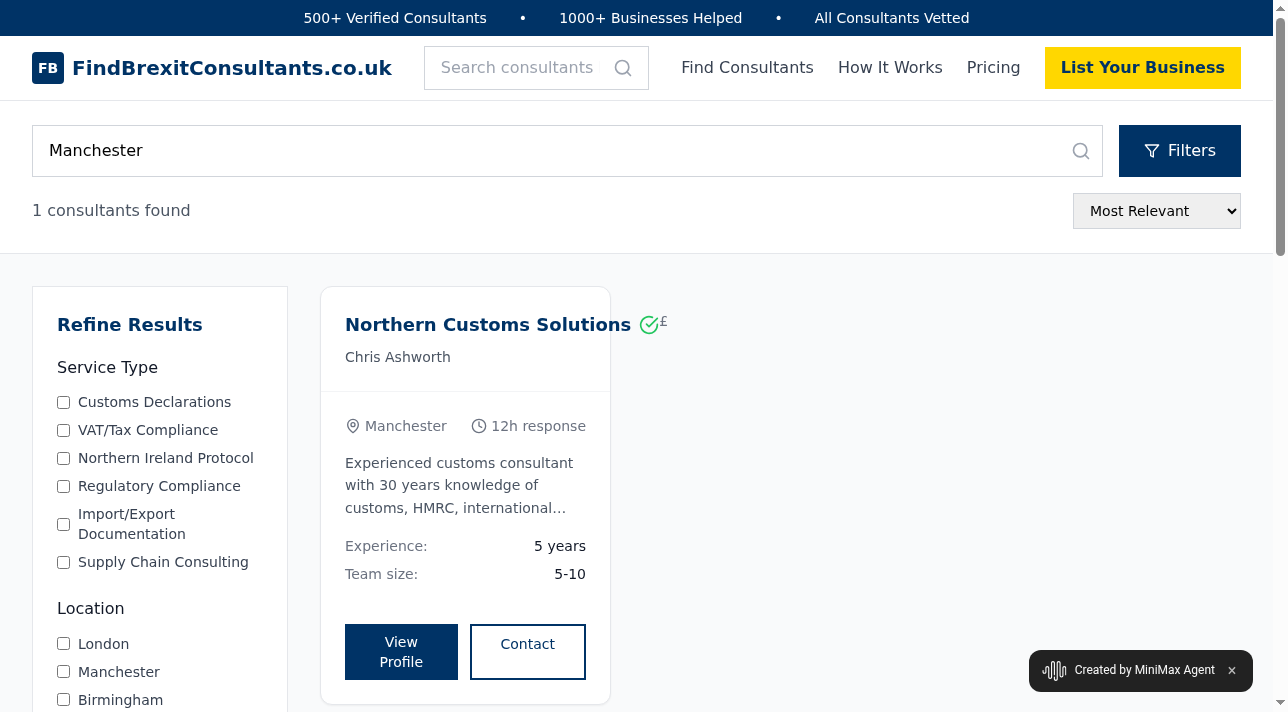 500+ Verified Consultants • 1000+ Businesses Helped • All Consultants Vetted
FB FindBrexitConsultants.co.uk Search consultants Find Consultants How It Works Pricing List Your Business
Manchester Filters
1 consultants found Most Relevant
Refine Results
Service Type
Customs Declarations
VAT/Tax Compliance
Northern Ireland Protocol
Regulatory Compliance
Import/Export
Documentation
Supply Chain Consulting
Location
London
Manchester
Birmingham
Northern Customs Solutions £
Chris Ashworth
Manchester 12h response
Experienced customs consultant
with 30 years knowledge of
customs, HMRC, international...
Experience: 5 years
Team size: 5-10
View
Profile
Contact
Created by MiniMax Agent ×